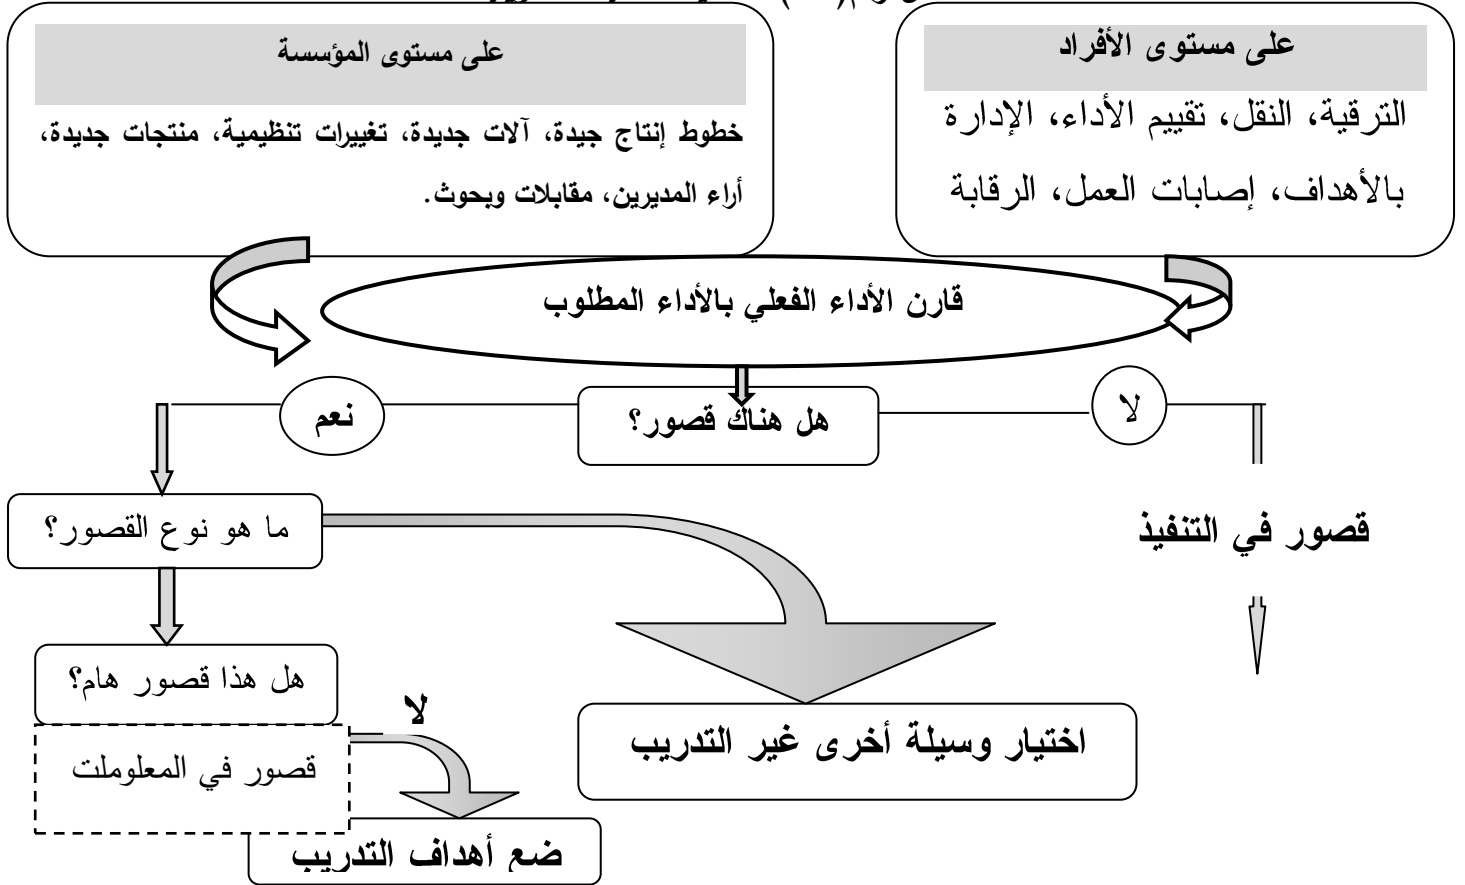 على مستوى الأفراد
الترقية، النقل، تقييم الأداء، الإدارة
بالأهداف، إصابات العمل، الرقابة
على مستوى المؤسسة
خطوط إنتاج جيدة، آلات جديدة، تغييرات تنظيمية، منتجات جديدة،
أراء المديرين، مقابلات وبحوث.
قارن الأداء الفعلي بالأداء المطلوب
هل هناك قصور؟
لا
نعم
قصور في التنفيذ
ما هو نوع القصور؟
هل هذا قصور هام؟
لا
قصور في المعلوملت
اختيار وسيلة أخرى غير التدريب
ضع أهداف التدريب